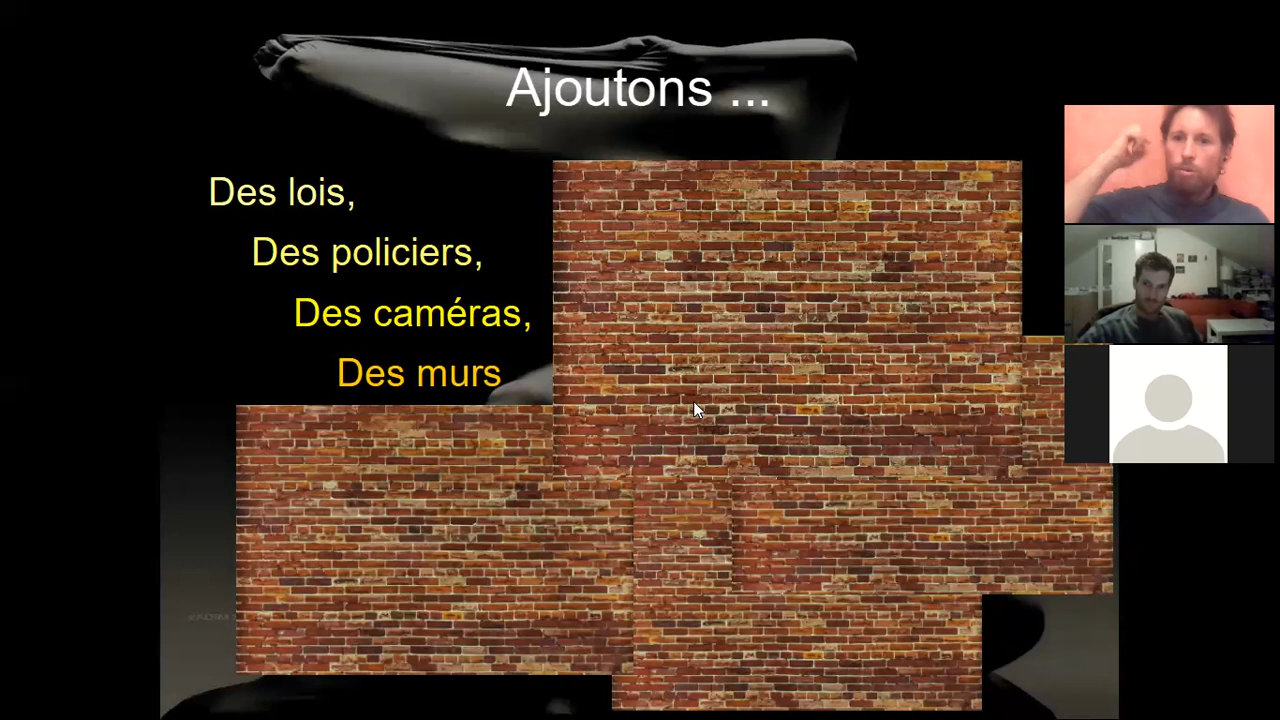 Ajoutons ...
Des lois,
Des policiers,
Des caméras,
Des murs